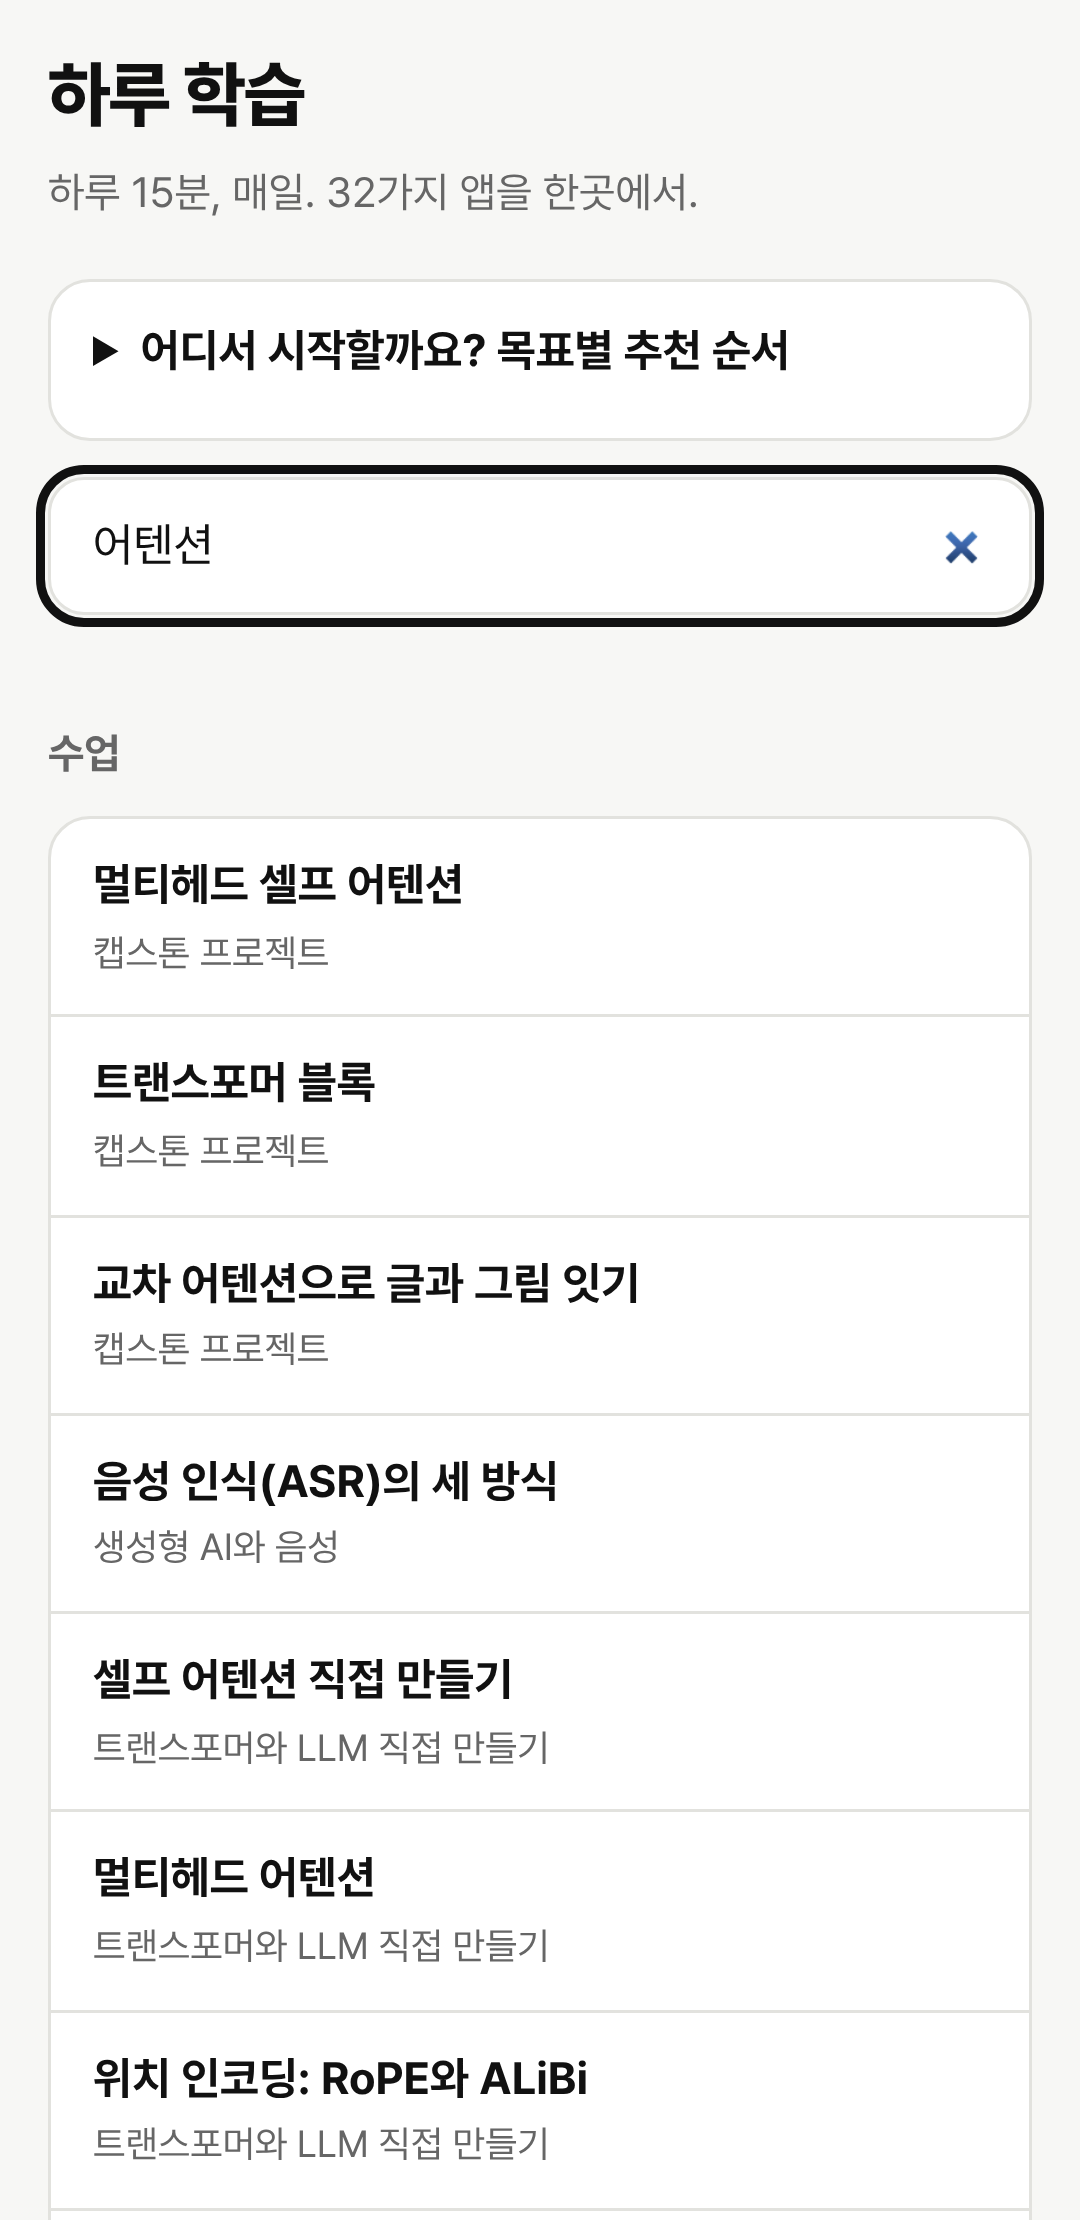 하루 학습
하루 15분, 매일. 32가지 앱을 한곳에서.
▶ 어디서 시작할까요? 목표별 추천 순서
어텐션
수업
멀티헤드 셀프 어텐션
캡스톤 프로젝트
트랜스포머 블록
캡스톤 프로젝트
교차 어텐션으로 글과 그림 잇기
캡스톤 프로젝트
음성 인식(ASR)의 세 방식
생성형 AI와 음성
셀프 어텐션 직접 만들기
트랜스포머와 LLM 직접 만들기
멀티헤드 어텐션
트랜스포머와 LLM 직접 만들기
위치 인코딩: RoPE와 ALiBi
트랜스포머와 LLM 직접 만들기